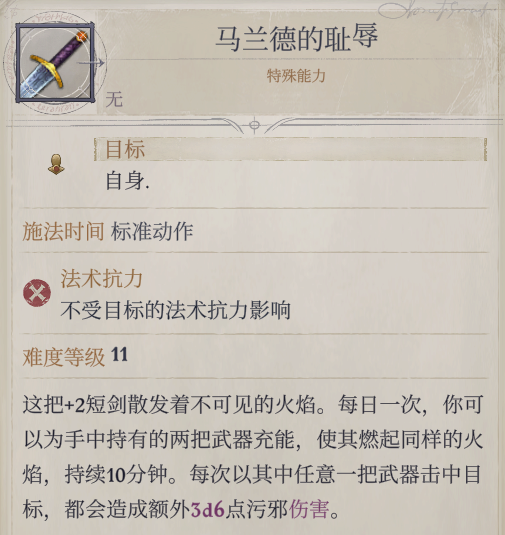 马兰德的耻辱
特殊能力
无
目标
自身.
施法时间 标准动作
法术抗力
不受目标的法术抗力影响
难度等级 11
这把+2短剑散发着不可见的火焰。每日一次，你可
以为手中持有的两把武器充能，使其燃起同样的火
焰，持续10分钟。每次以其中任意一把武器击中目
标，都会造成额外3d6点污邪伤害。